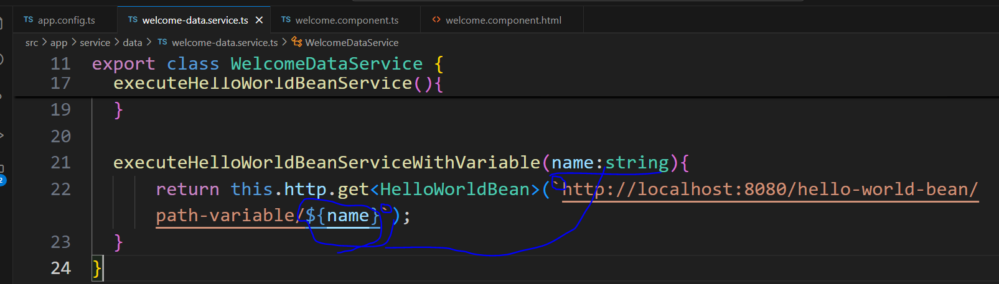 TS app.config.ts TS welcome-data.service.ts × TS welcome.component.ts <> welcome.component.html
src > app > service > data > TS welcome-data.service.ts > WelcomeDataService
11 export class WelcomeDataService {
17 executeHelloWorldBeanService(){
19 }
20
21 executeHelloWorldBeanServiceWithVariable(name:string){
22 return this.http.get<HelloWorldBean>(`http://localhost:8080/hello-world-bean/
path-variable/${name}`);
23 }
24 }
2